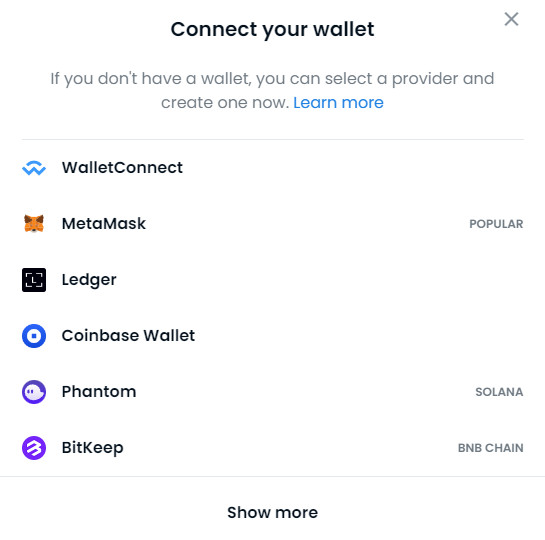 Connect your wallet
If you don't have a wallet, you can select a provider and
create one now. Learn more
WalletConnect
MetaMask POPULAR
Ledger
Coinbase Wallet
Phantom SOLANA
BitKeep BNB CHAIN
Show more